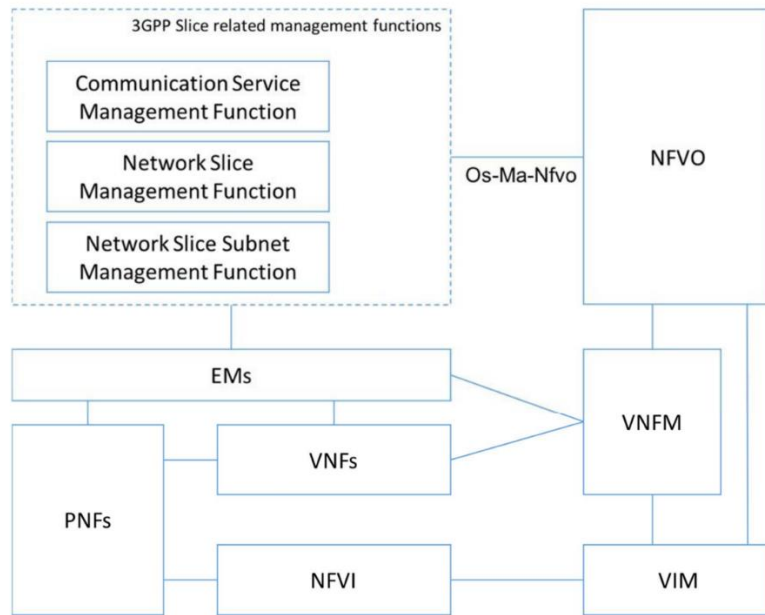 3GPP Slice related management functions
Communication Service
Management Function
Network Slice
Management Function
Network Slice Subnet
Management Function
NFVO
Os-Ma-Nfvo
EMs
VNFM
VNFs
PNFs
NFVI
VIM